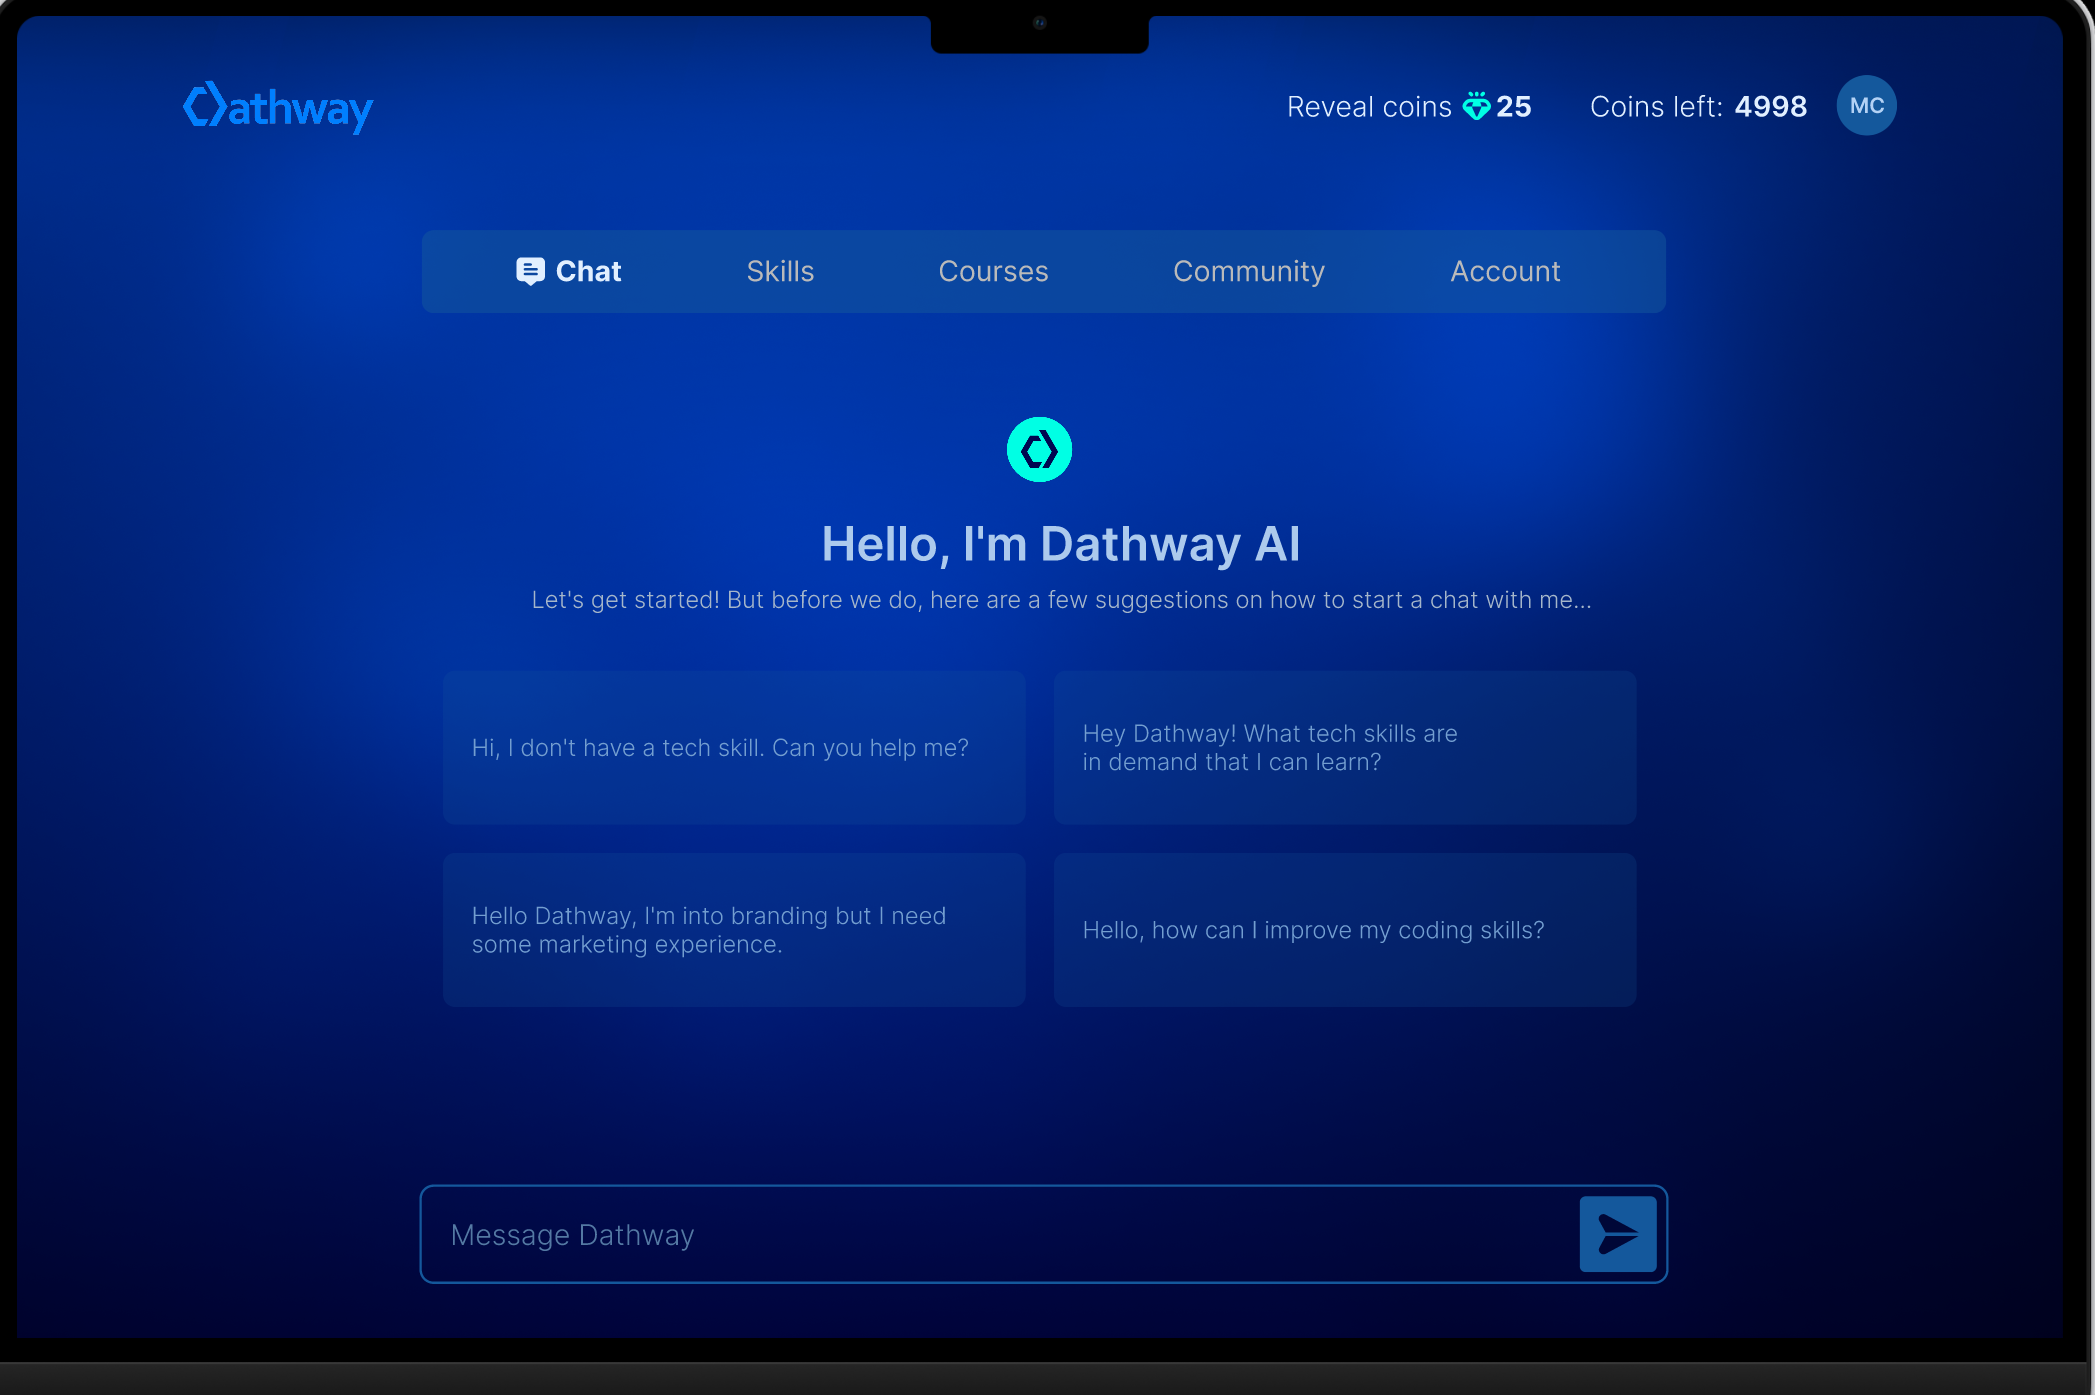 Dathway
Reveal coins 25
Coins left: 4998
MC
Chat
Skills
Courses
Community
Account
Hello, I'm Dathway AI
Let's get started! But before we do, here are a few suggestions on how to start a chat with me...
Hi, I don't have a tech skill. Can you help me?
Hey Dathway! What tech skills are
in demand that I can learn?
Hello Dathway, I'm into branding but I need
some marketing experience.
Hello, how can I improve my coding skills?
Message Dathway